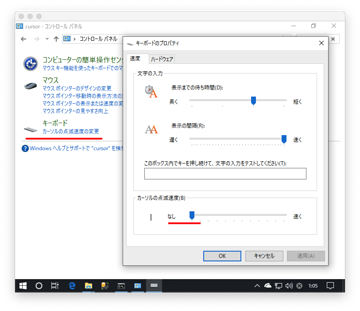 cursor - コントロール パネル
コントロール パネル
コンピューターの簡単操作セン
マウス キー機能を使ったキーボードでのマ
マウス
マウス ポインターのデザインの変更
マウス ポインター移動時の表示方法の
マウス ポインターの表示または速度の変
マウス ポインターの見やすさ向上
キーボード
カーソルの点滅速度の変更
Windows ヘルプとサポートで "cursor" を検
キーボードのプロパティ
速度
ハードウェア
文字の入力
表示までの待ち時間(D):
長く
短く
表示の間隔(R):
遅く
速く
このボックス内でキーを押し続けて、文字の入力をテストしてください(T):
カーソルの点滅速度(B)
なし
速く
OK
キャンセル
適用(A)
1:05